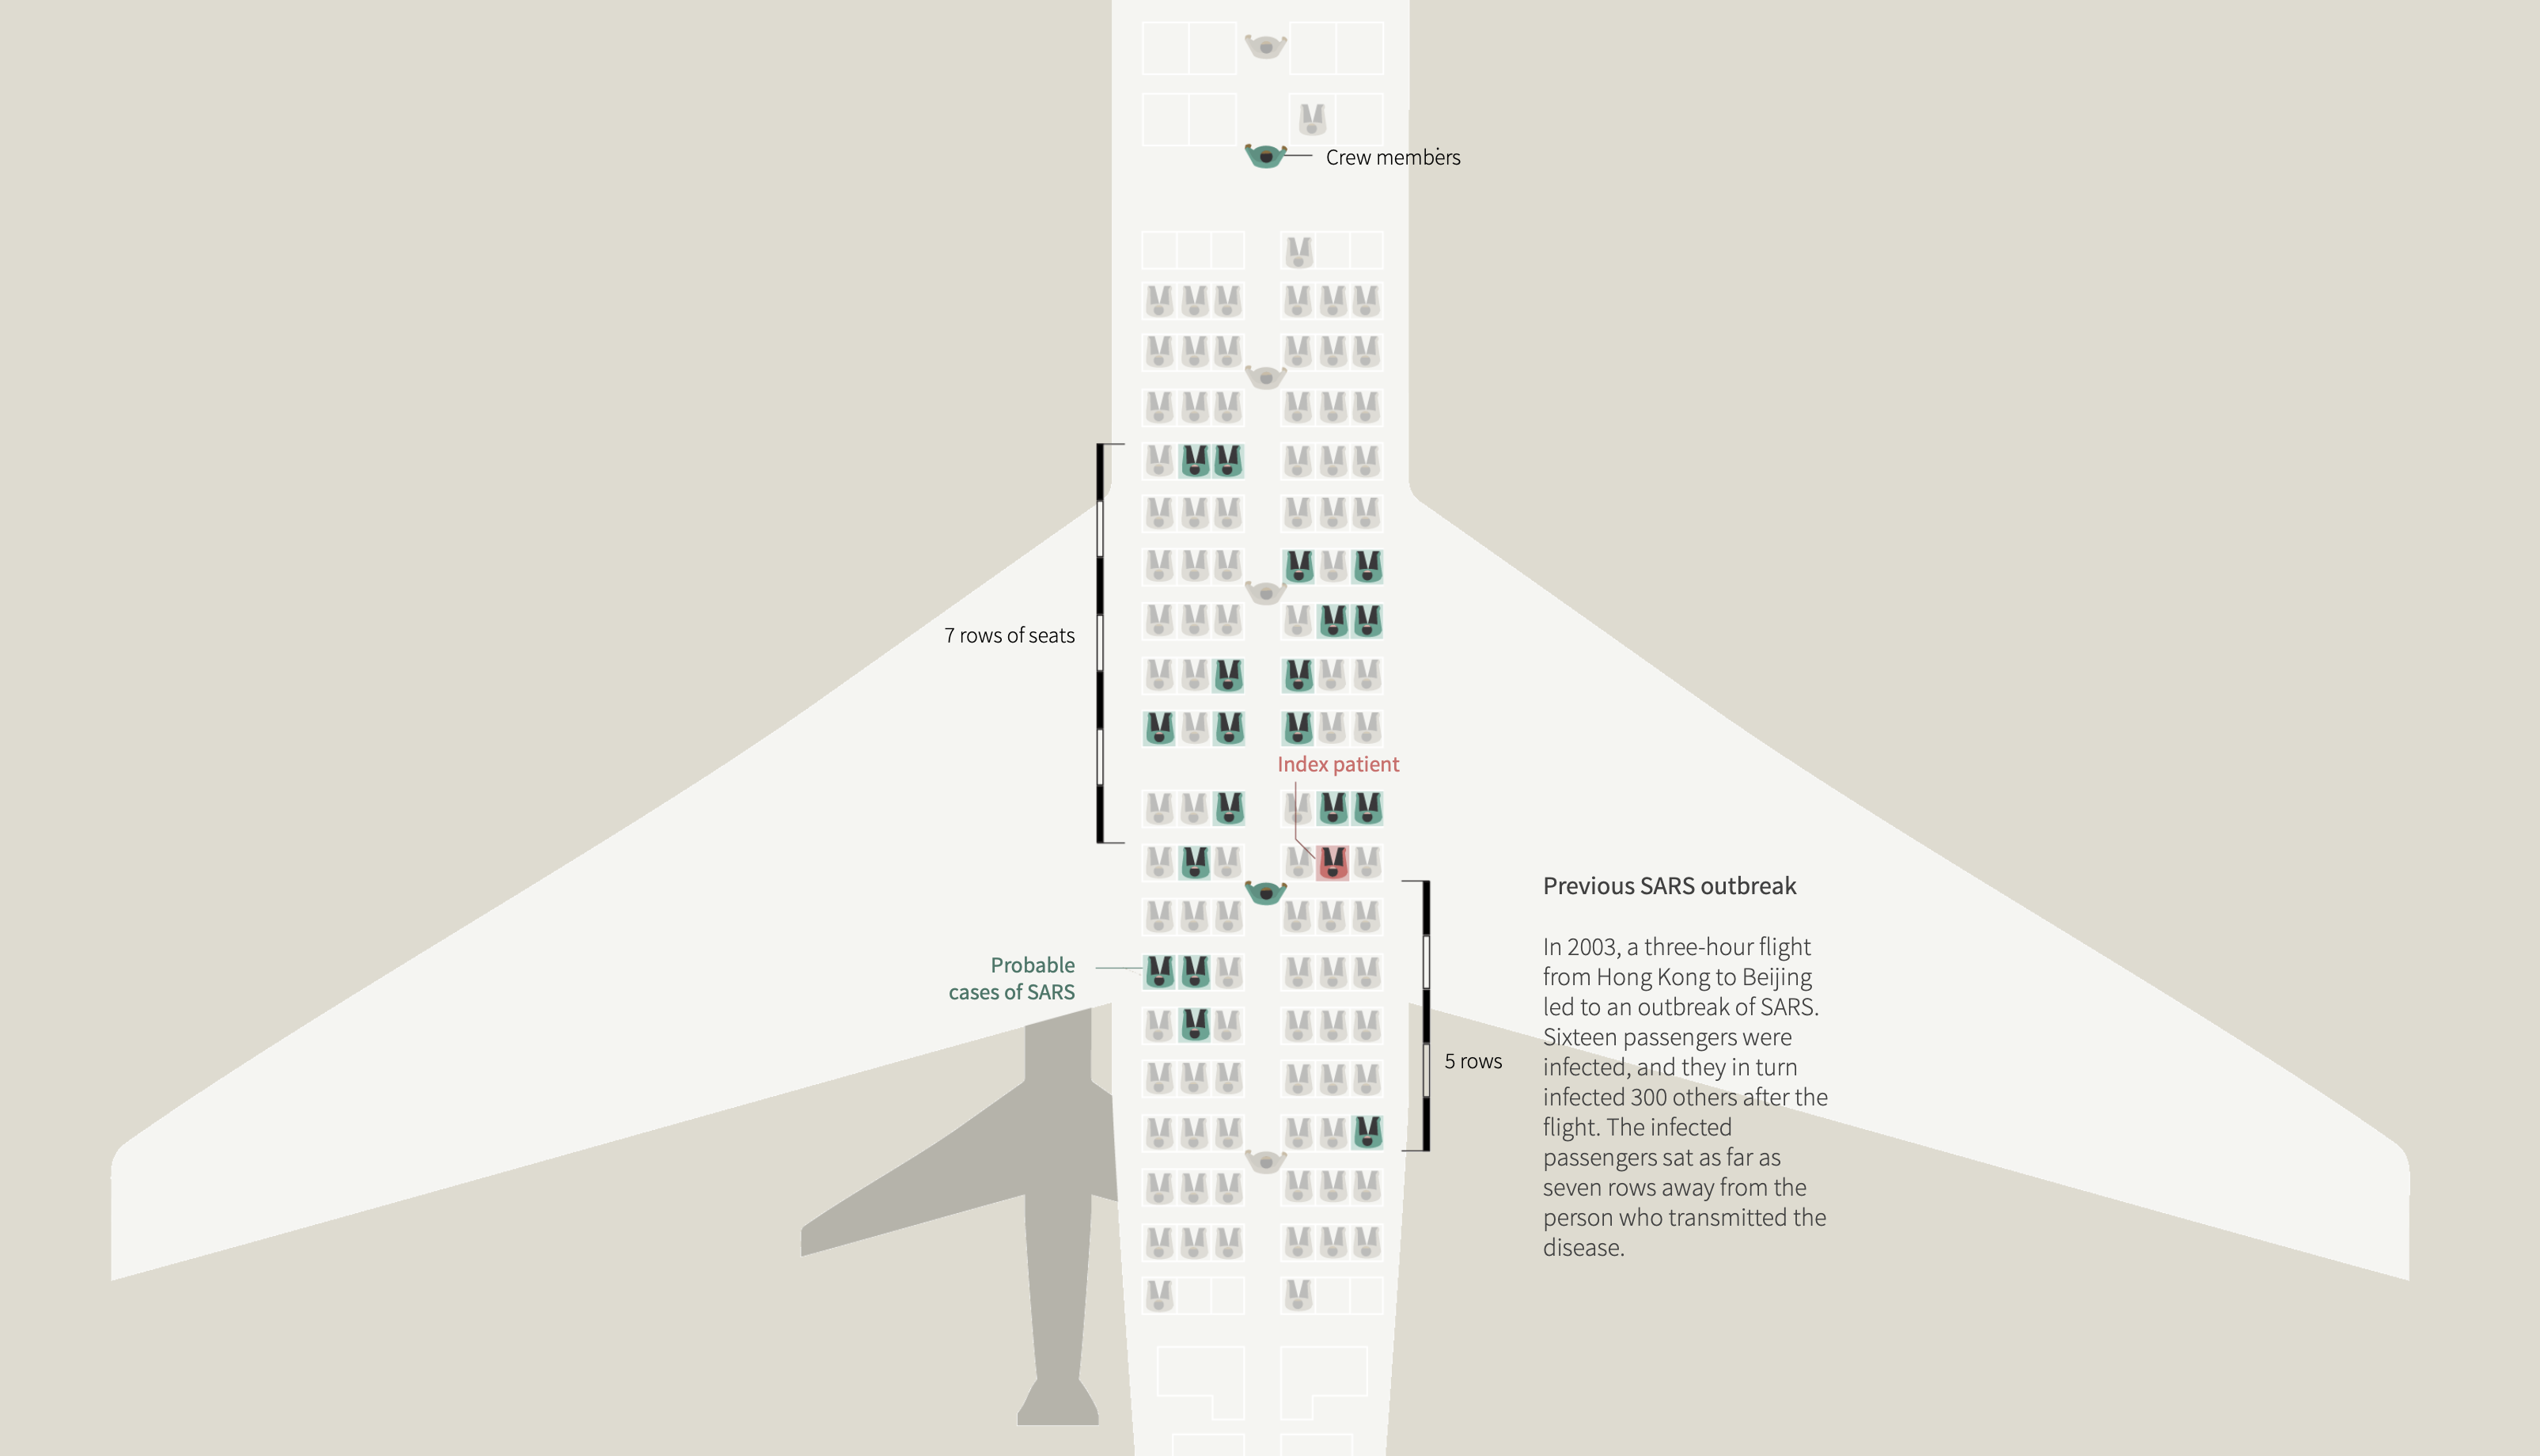 Crew members
7 rows of seats
Index patient
Probable
cases of SARS
5 rows
Previous SARS outbreak
In 2003, a three-hour flight
from Hong Kong to Beijing
led to an outbreak of SARS.
Sixteen passengers were
infected, and they in turn
infected 300 others after the
flight. The infected
passengers sat as far as
seven rows away from the
person who transmitted the
disease.